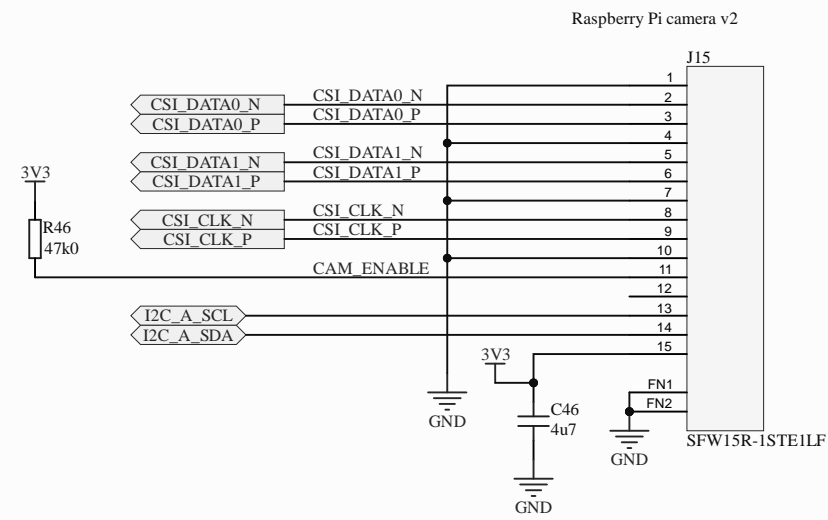 Raspberry Pi camera v2
J15
1
CSI_DATA0_N CSI_DATA0_N 2
CSI_DATA0_P CSI_DATA0_P 3
4
CSI_DATA1_N CSI_DATA1_N 5
CSI_DATA1_P CSI_DATA1_P 6
3V3
7
CSI_CLK_N CSI_CLK_N 8
R46
CSI_CLK_P CSI_CLK_P 9
47k0
10
CAM_ENABLE 11
12
I2C_A_SCL 13
I2C_A_SDA 14
3V3 15
FN1
FN2
C46
4u7
GND
GND
GND
SFW15R-1STE1LF